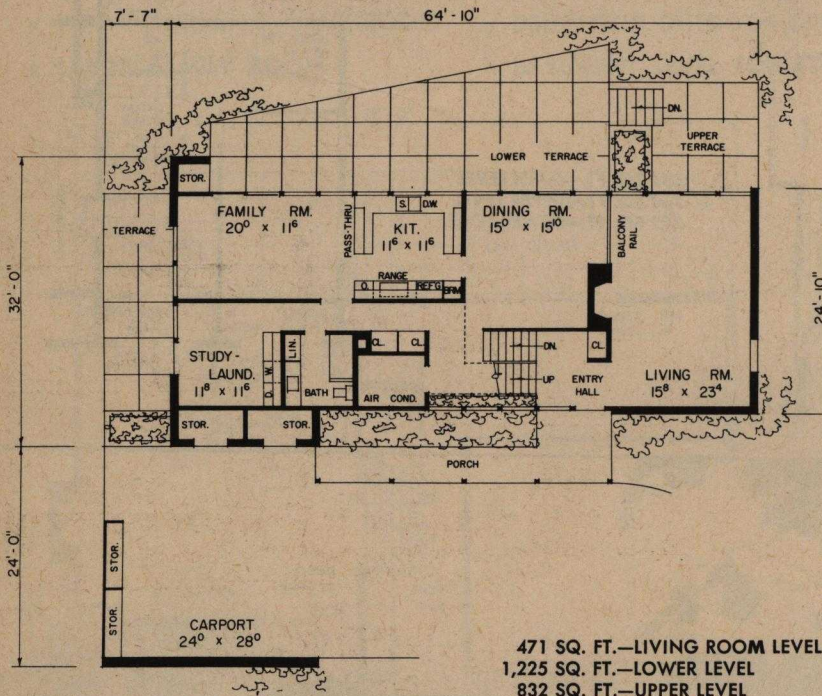 7'-7"
64'-10"
DN.
UPPER
TERRACE
LOWER TERRACE
STOR.
TERRACE
FAMILY RM.
20⁰ x 11⁶
PASS-THRU
S. D.W.
KIT.
11⁶ x 11⁶
RANGE
O. REF'G BRM.
DINING RM.
15⁰ x 15¹⁰
BALCONY
RAIL
32'-0"
24'-10"
STUDY-
LAUND.
11⁸ x 11⁶
D. W.
LIN.
BATH
CL. CL.
AIR COND.
DN.
UP
CL.
ENTRY
HALL
LIVING RM.
15⁸ x 23⁴
STOR.
STOR.
PORCH
24'-0"
STOR.
STOR.
CARPORT
24⁰ x 28⁰
471 SQ. FT.—LIVING ROOM LEVEL
1,225 SQ. FT.—LOWER LEVEL
832 SQ. FT.—UPPER LEVEL